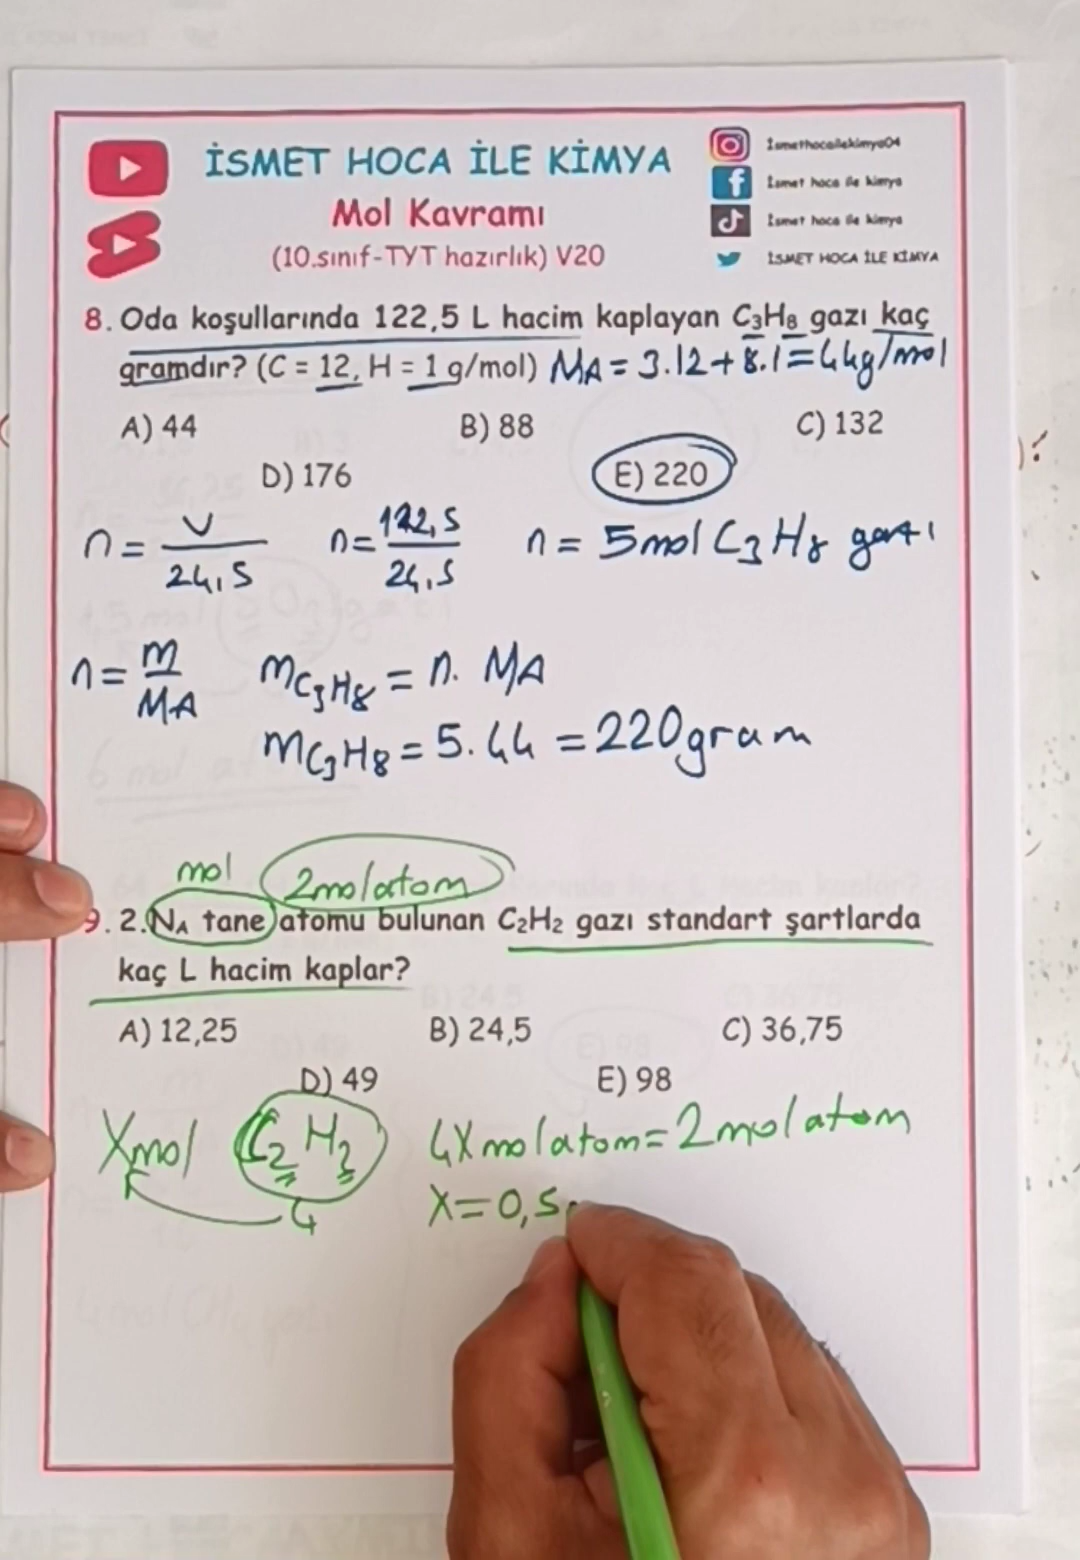 İSMET HOCA İLE KİMYA
Mol Kavramı
(10.sınıf-TYT hazırlık) V20
İsmethocailekimya04
İsmet hoca ile kimya
İsmet hoca ile kimya
İSMET HOCA İLE KİMYA
8. Oda koşullarında 122,5 L hacim kaplayan C₃H₈ gazı kaç
gramdır? (C = 12, H = 1 g/mol) MA = 3.12 + 8.1 = 44g/mol
A) 44 B) 88 C) 132
D) 176 E) 220
n = V/24,5 n = 122,5/24,5 n = 5mol C₃H₈ gazı
n = m/MA mC₃H₈ = n. MA
mC₃H₈ = 5.44 = 220gram
mol 2molatom
9. 2.NA tane atomu bulunan C₂H₂ gazı standart şartlarda
kaç L hacim kaplar?
A) 12,25 B) 24,5 C) 36,75
D) 49 E) 98
Xmol C₂H₂ 4X molatom = 2molatom
4 X = 0,5